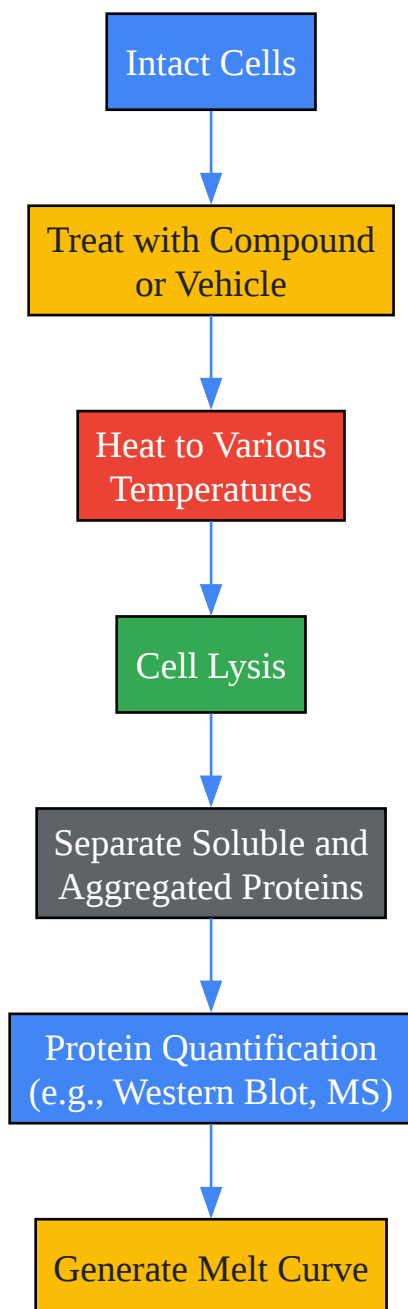 Intact Cells
Treat with Compound
or Vehicle
Heat to Various
Temperatures
Cell Lysis
Separate Soluble and
Aggregated Proteins
Protein Quantification
(e.g., Western Blot, MS)
Generate Melt Curve